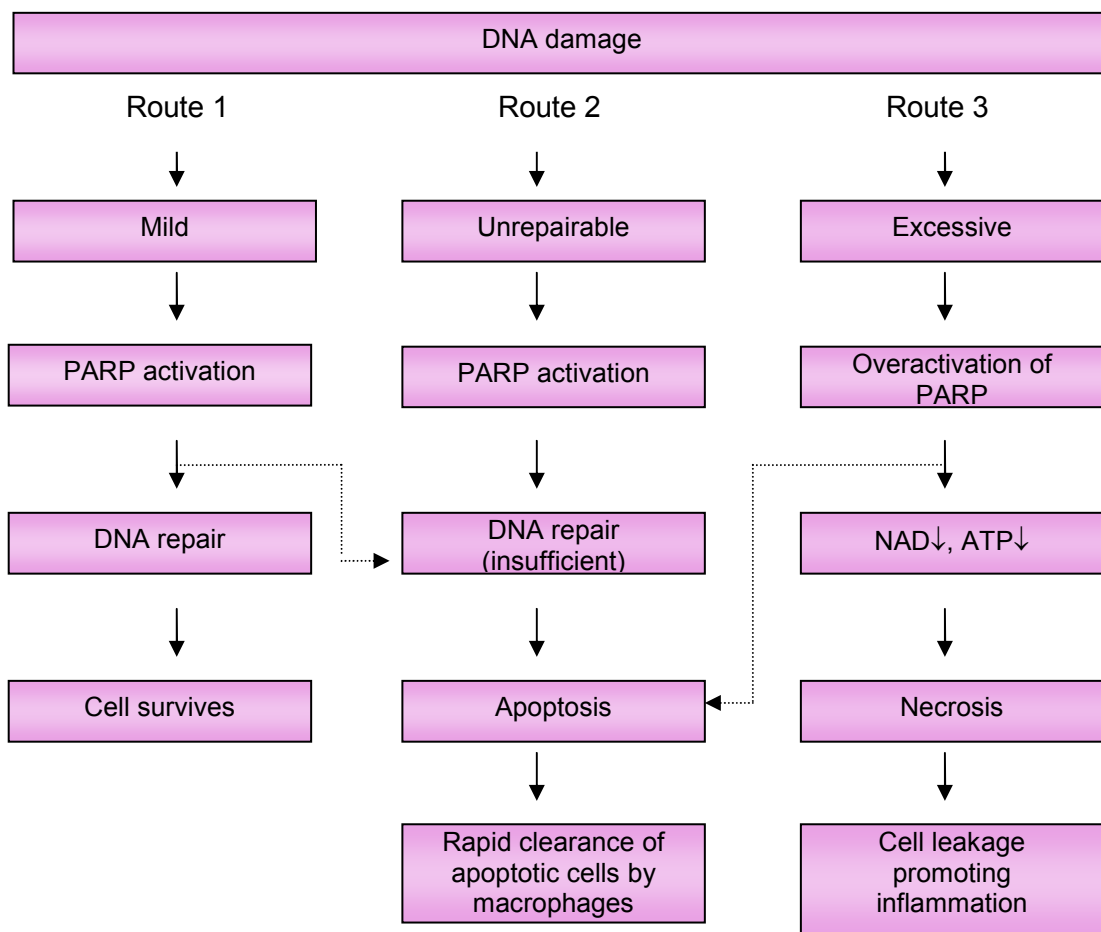 DNA damage
Route 1
Route 2
Route 3
Mild
Unrepairable
Excessive
PARP activation
PARP activation
Overactivation of
PARP
DNA repair
DNA repair
(insufficient)
NAD↓, ATP↓
Cell survives
Apoptosis
Necrosis
Rapid clearance of
apoptotic cells by
macrophages
Cell leakage
promoting
inflammation